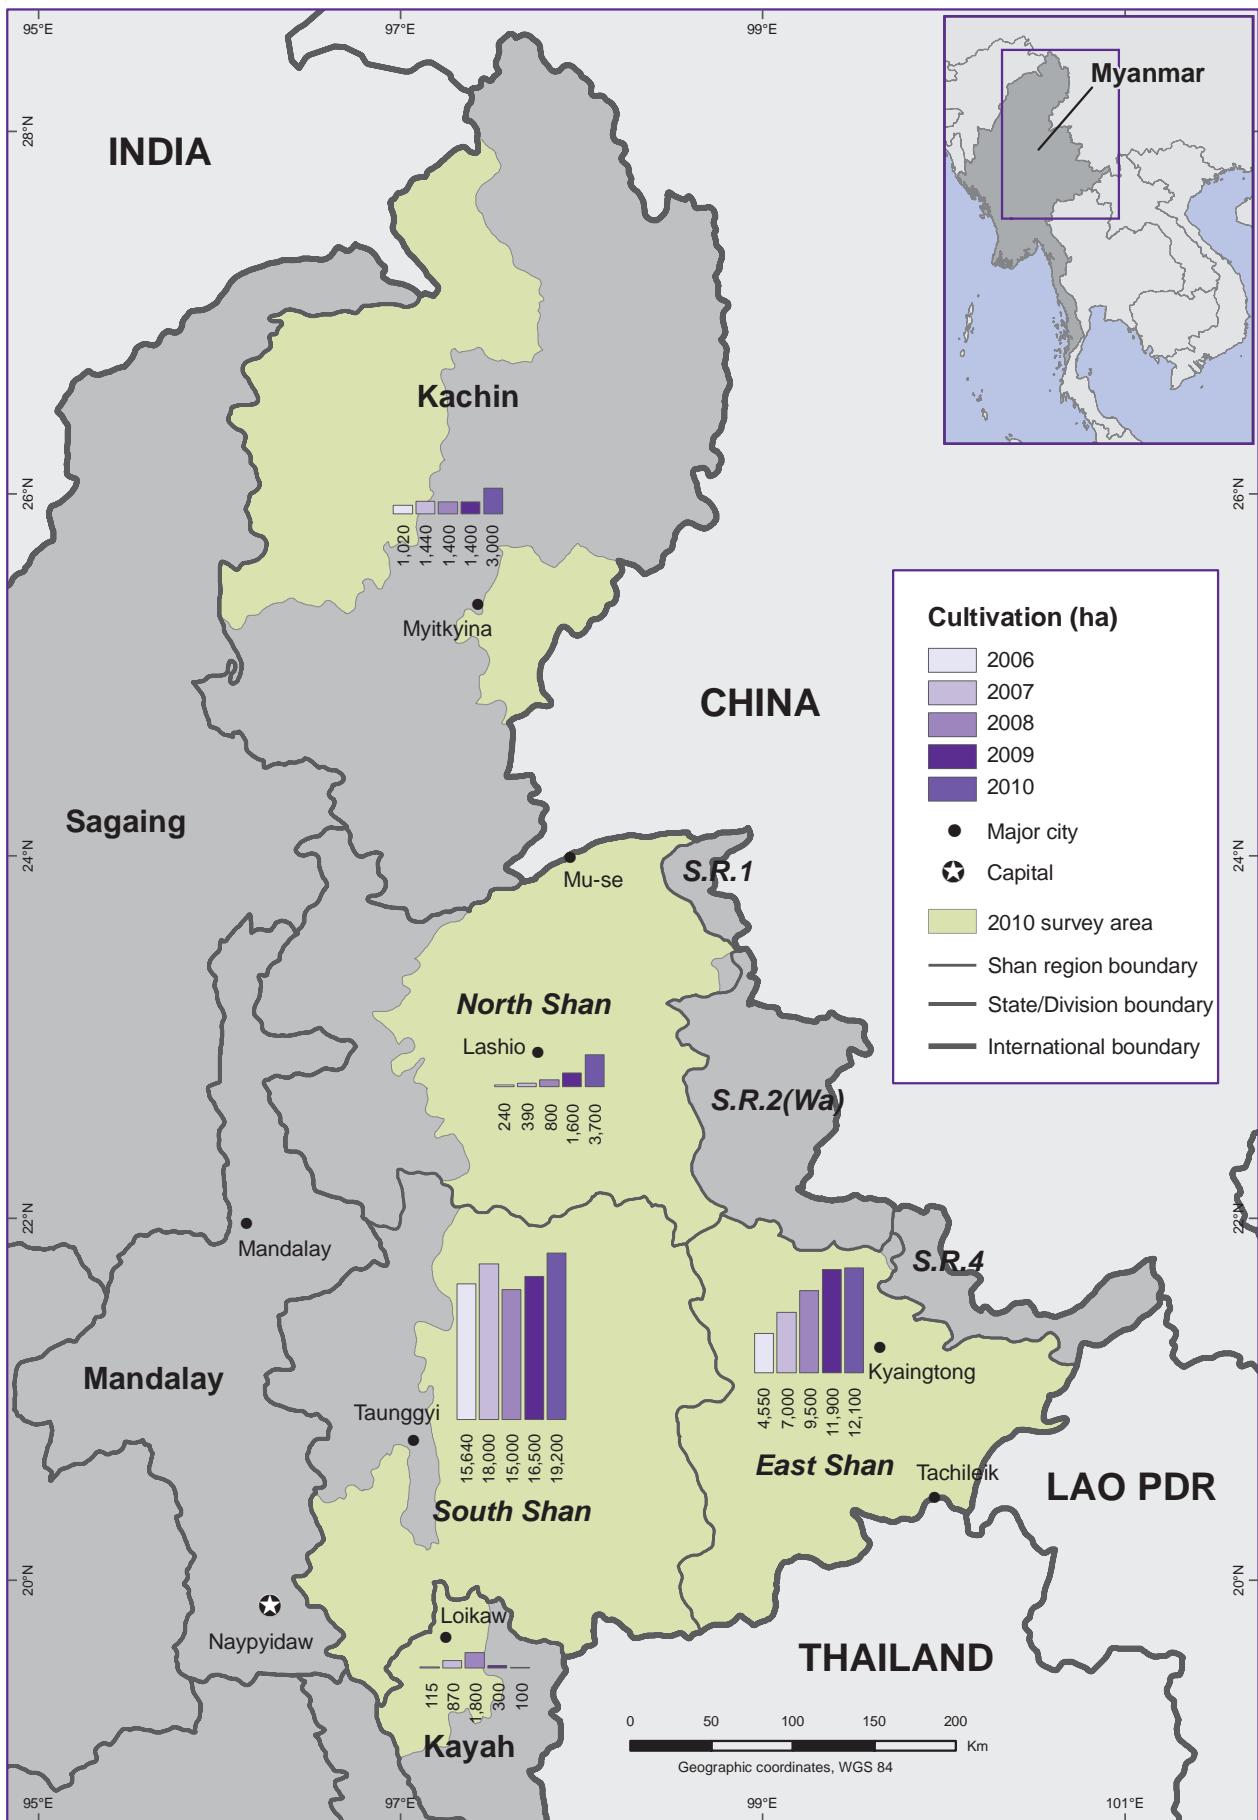 95°E
97°E
99°E
28°N
INDIA
Myanmar
Kachin
26°N
26°N
1,020
1,440
1,400
1,400
3,000
Myitkyina
CHINA
Cultivation (ha)
2006
2007
2008
2009
2010
Major city
Capital
2010 survey area
Shan region boundary
State/Division boundary
International boundary
Sagaing
24°N
24°N
Mu-se
S.R.1
North Shan
Lashio
240
390
800
1,600
3,700
S.R.2(Wa)
22°N
22°N
Mandalay
S.R.4
Mandalay
Taunggyi
15,640
18,000
15,000
16,500
19,200
South Shan
Kyaingtong
4,550
7,000
9,500
11,900
12,100
East Shan
Tachileik
LAO PDR
20°N
20°N
Naypyidaw
Loikaw
115
870
1,800
300
100
Kayah
THAILAND
0 50 100 150 200
Km
Geographic coordinates, WGS 84
95°E
97°E
99°E
101°E